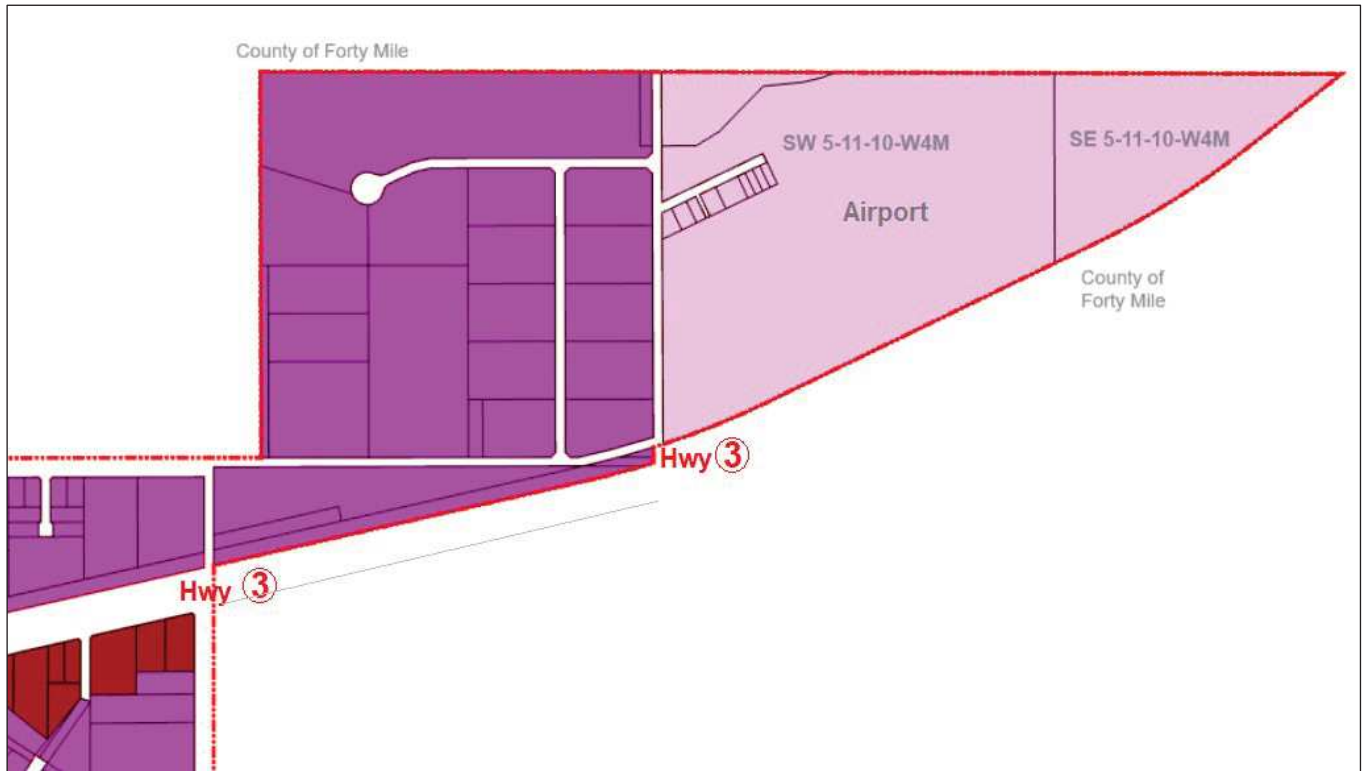 County of Forty Mile
SW 5-11-10-W4M
SE 5-11-10-W4M
Airport
County of
Forty Mile
Hwy 3
Hwy 3